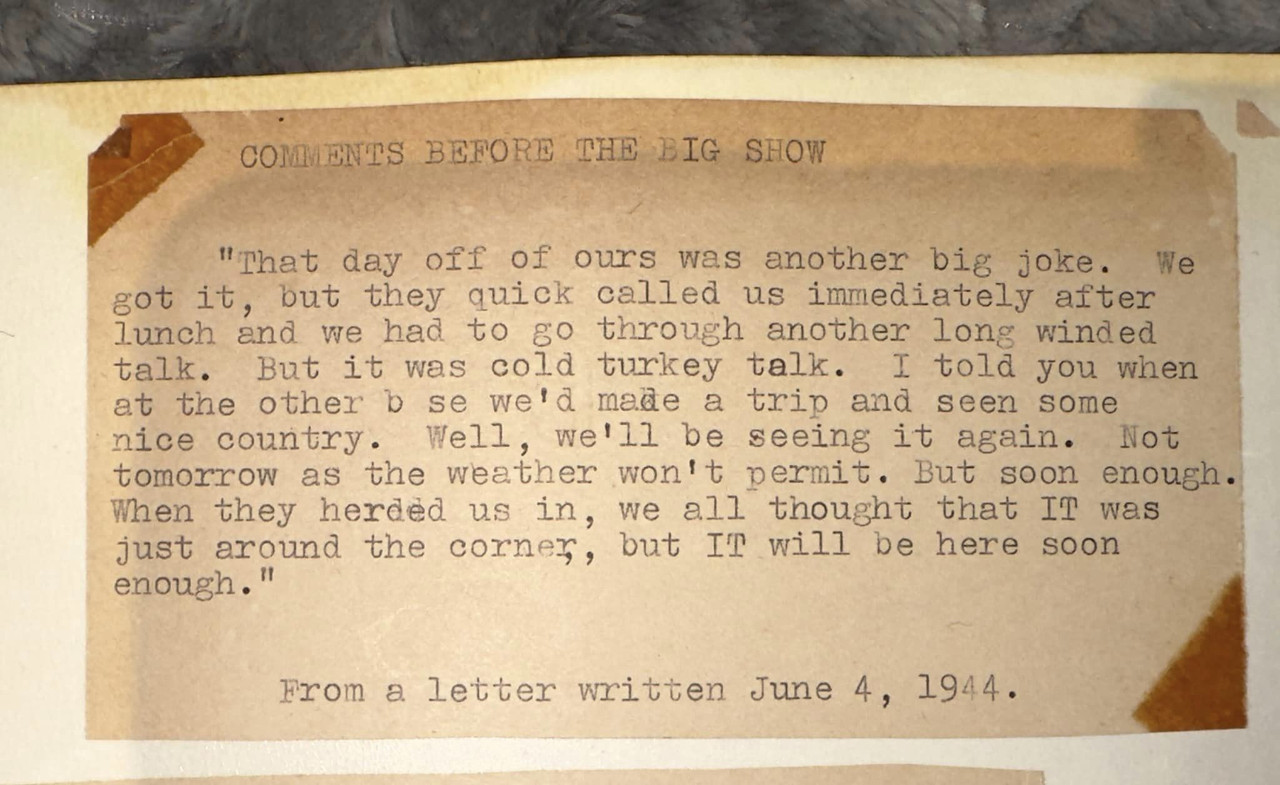 COMMENTS BEFORE THE BIG SHOW
"That day off of ours was another big joke. We
got it, but they quick called us immediately after
lunch and we had to go through another long winded
talk. But it was cold turkey talk. I told you when
at the other b se we'd made a trip and seen some
nice country. Well, we'll be seeing it again. Not
tomorrow as the weather won't permit. But soon enough.
When they herded us in, we all thought that IT was
just around the corner, but IT will be here soon
enough."
From a letter written June 4, 1944.